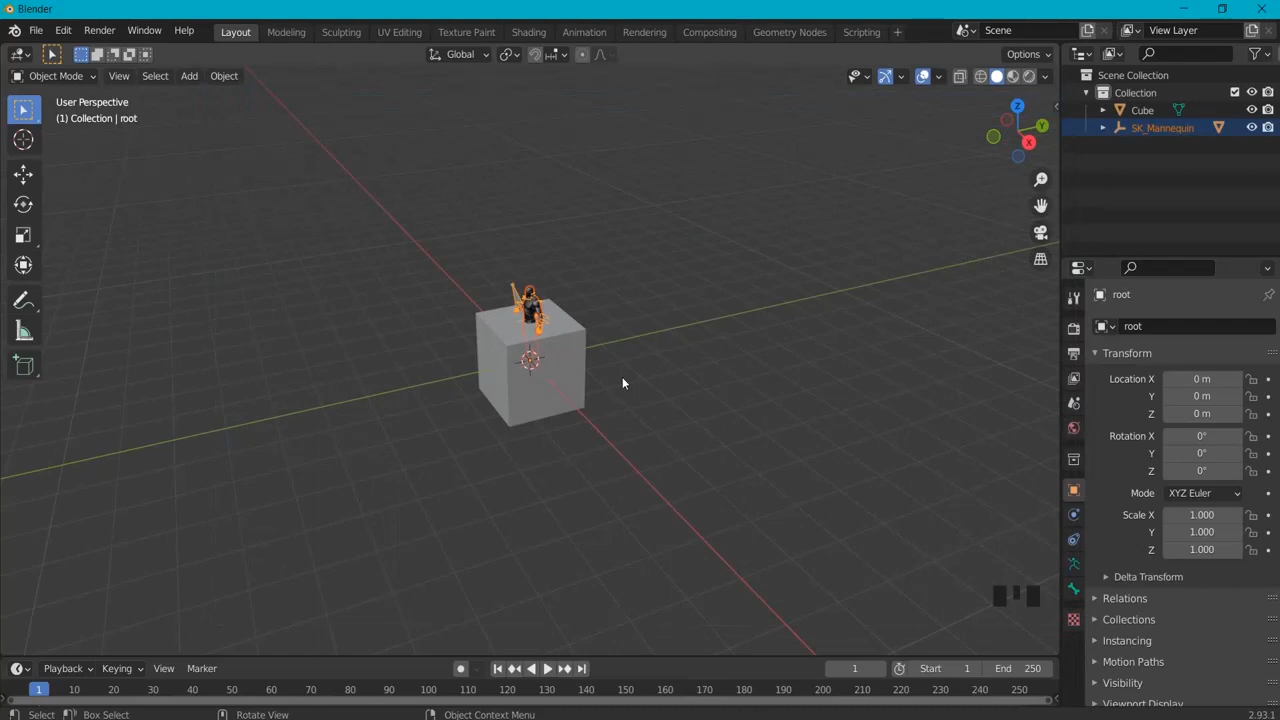 Blender
File Edit Render Window Help Layout Modeling Sculpting UV Editing Texture Paint Shading Animation Rendering Compositing Geometry Nodes Scripting + Scene View Layer
Global Options
Object Mode View Select Add Object
User Perspective
(1) Collection | root
Z
Y
X
Scene Collection
Collection
Cube
SK_Mannequin
root
root
Transform
Location X 0 m
Y 0 m
Z 0 m
Rotation X 0°
Y 0°
Z 0°
Mode XYZ Euler
Scale X 1.000
Y 1.000
Z 1.000
Delta Transform
Relations
Collections
Instancing
Motion Paths
Visibility
Viewport Display
Playback Keying View Marker 1 Start 1 End 250
1 10 20 30 40 50 60 70 80 90 100 110 120 130 140 150 160 170 180 190 200 210 220 230 240 250
Select Box Select Rotate View Object Context Menu 2.93.1